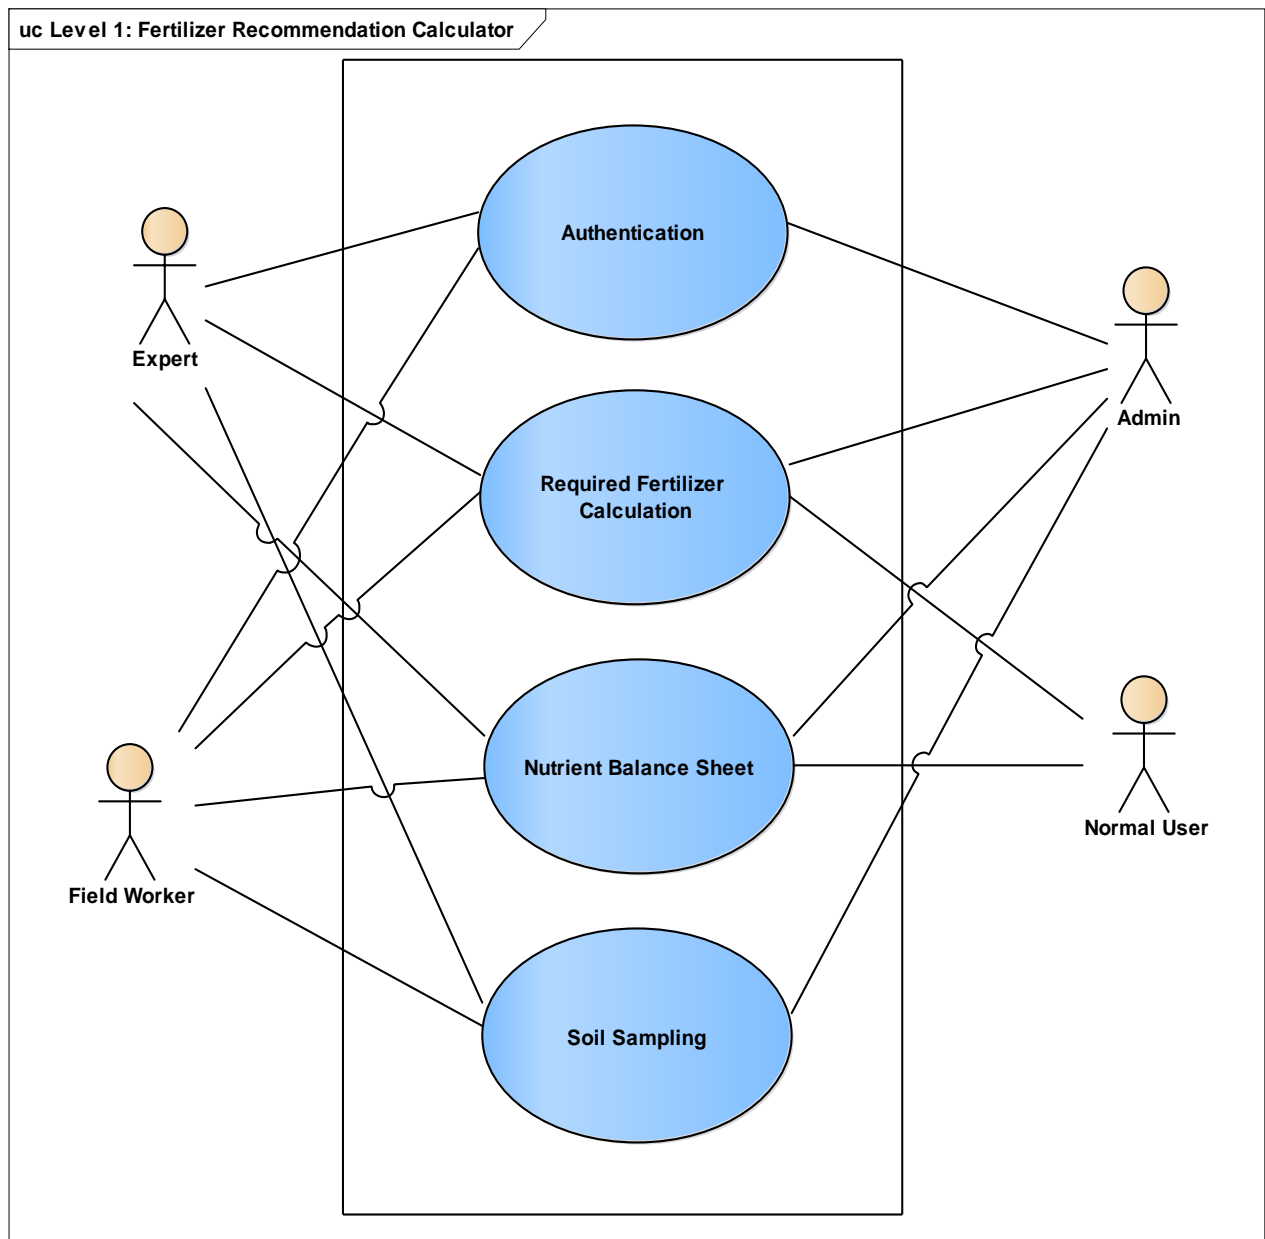 uc Level 1: Fertilizer Recommendation Calculator
Authentication
Expert
Admin
Required Fertilizer
Calculation
Nutrient Balance Sheet
Normal User
Field Worker
Soil Sampling